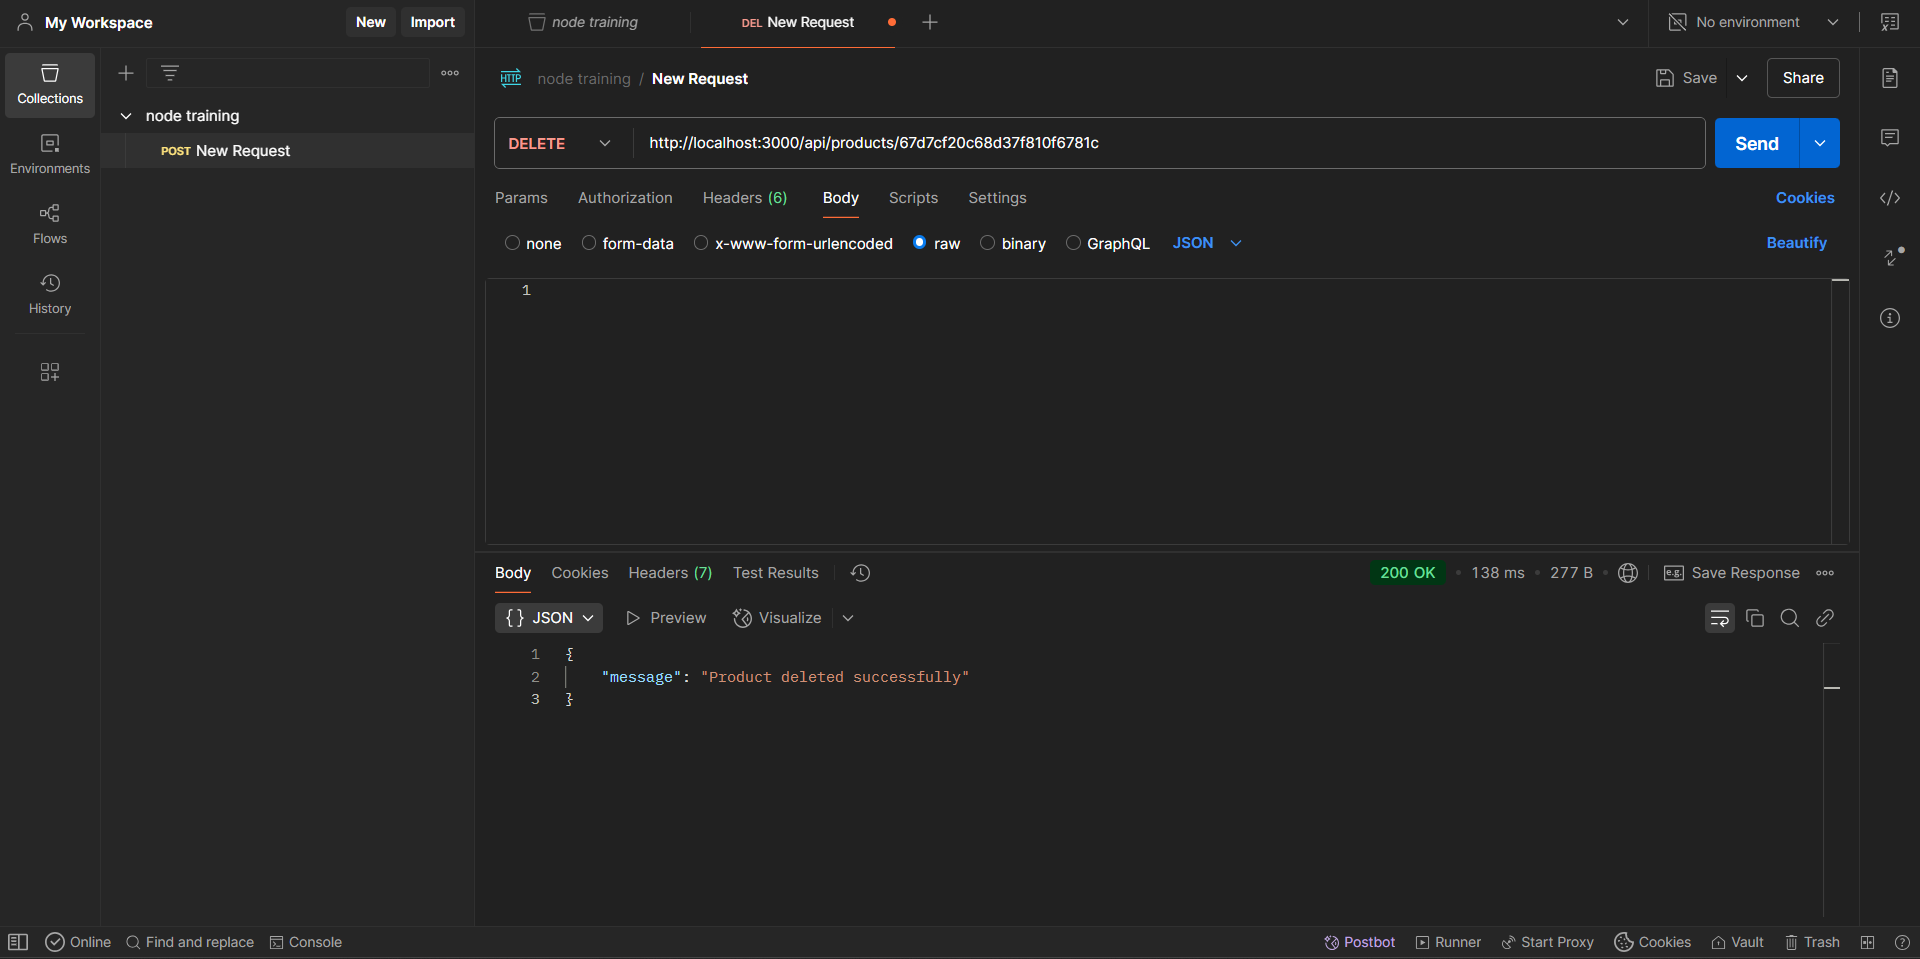 My Workspace
New
Import
node training
DEL New Request
No environment
Collections
Environments
Flows
History
node training
POST New Request
HTTP
node training / New Request
Save
Share
DELETE
http://localhost:3000/api/products/67d7cf20c68d37f810f6781c
Send
Params
Authorization
Headers (6)
Body
Scripts
Settings
Cookies
none
form-data
x-www-form-urlencoded
raw
binary
GraphQL
JSON
Beautify
1
Body
Cookies
Headers (7)
Test Results
200 OK
138 ms
277 B
e.g.
Save Response
{} JSON
Preview
Visualize
1 {
2 "message": "Product deleted successfully"
3 }
Online
Find and replace
Console
Postbot
Runner
Start Proxy
Cookies
Vault
Trash